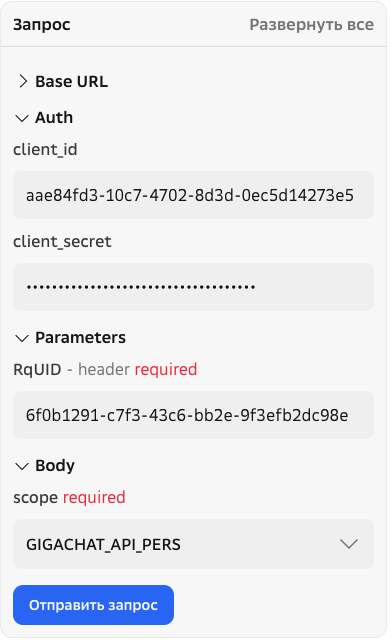 Запрос
Развернуть все
Base URL
Auth
client_id
aae84fd3-10c7-4702-8d3d-0ec5d14273e5
client_secret
••••••••••••••••••••••••••••••••••••
Parameters
RqUID - header required
6f0b1291-c7f3-43c6-bb2e-9f3efb2dc98e
Body
scope required
GIGACHAT_API_PERS
Отправить запрос